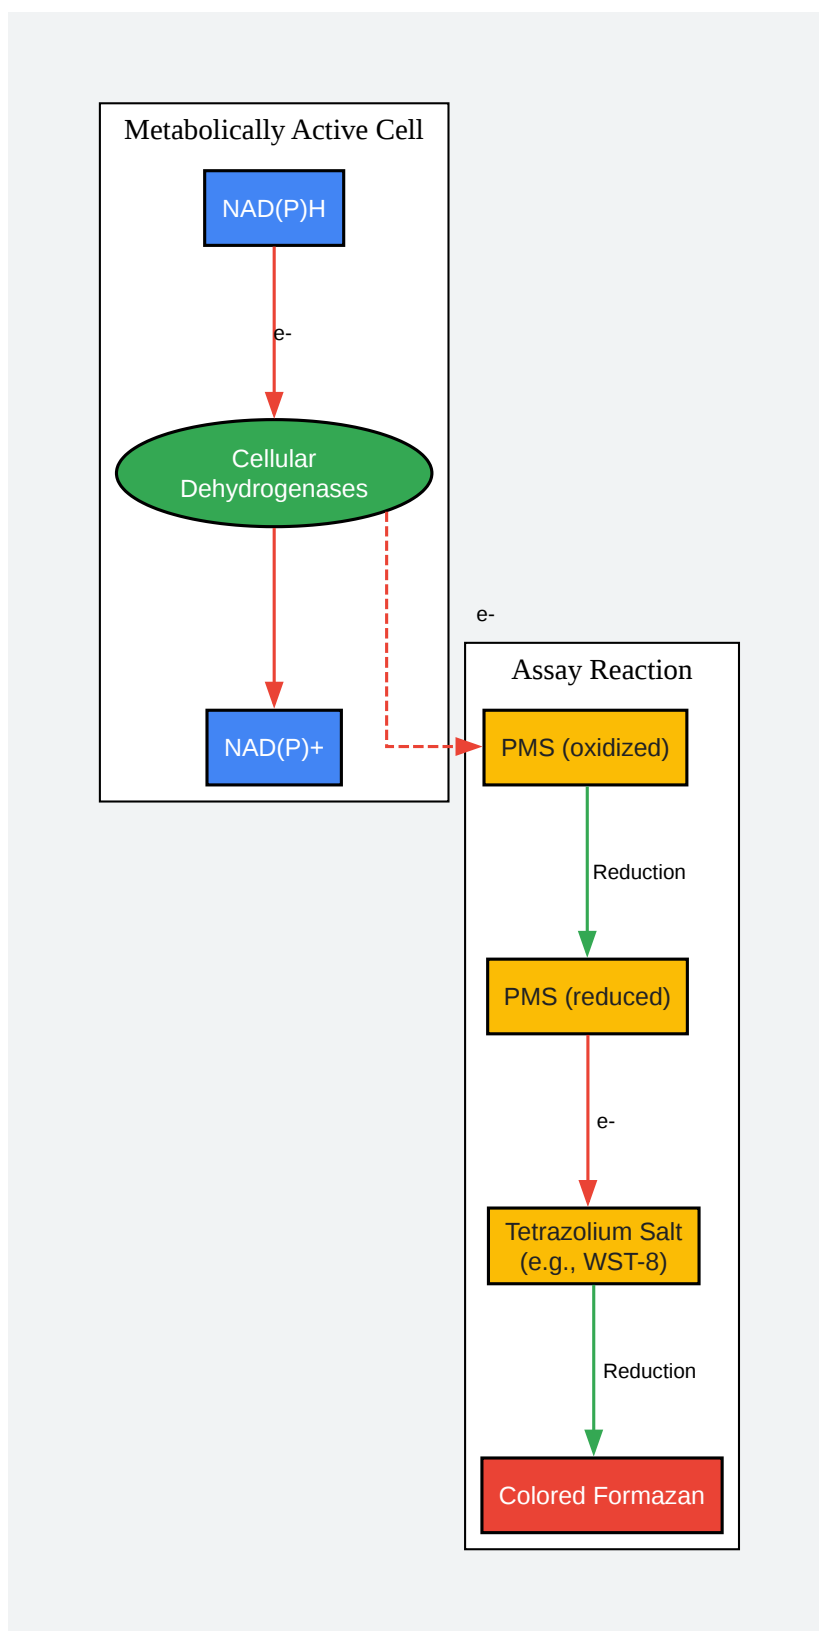 Metabolically Active Cell
NAD(P)H
e-
Cellular
Dehydrogenases
NAD(P)+
e-
Assay Reaction
PMS (oxidized)
Reduction
PMS (reduced)
e-
Tetrazolium Salt
(e.g., WST-8)
Reduction
Colored Formazan